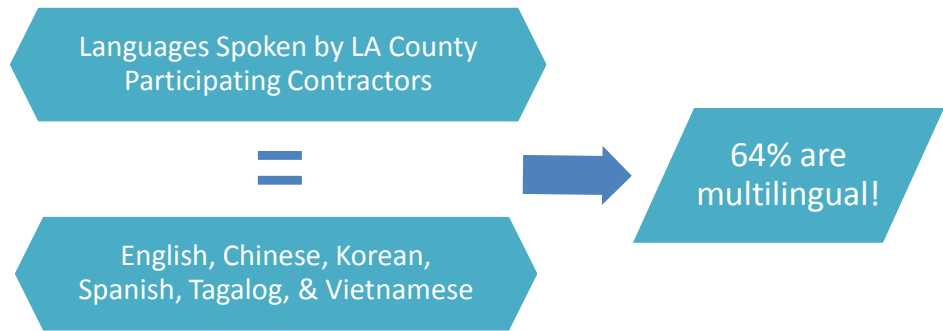 Languages Spoken by LA County
Participating Contractors
=
English, Chinese, Korean,
Spanish, Tagalog, & Vietnamese
64% are
multilingual!